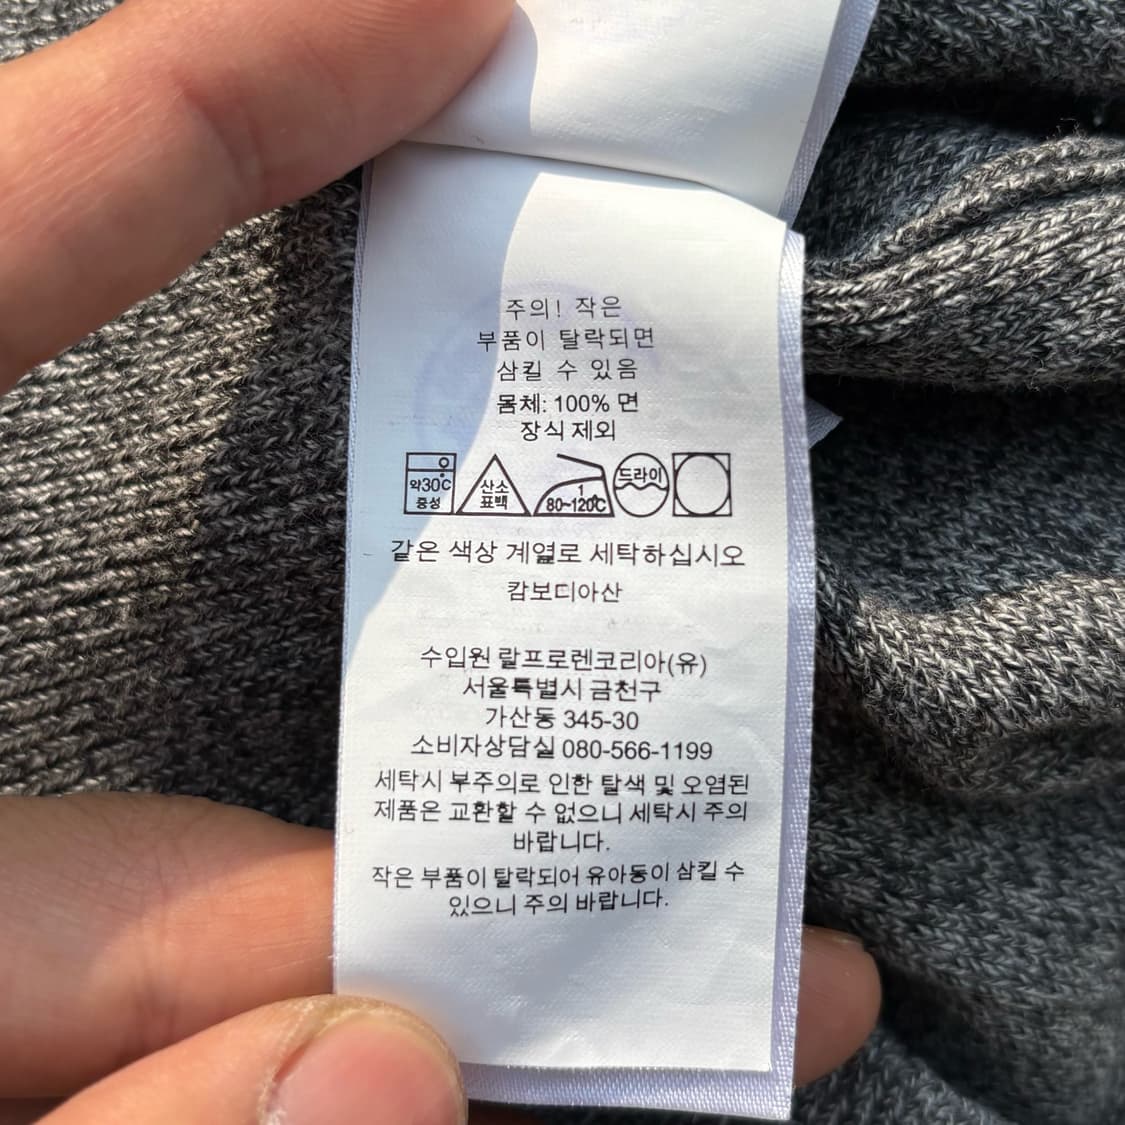 주의! 작은
부품이 탈락되면
삼킬 수 있음
몸체: 100% 면
장식 제외
약30℃
중성
산소
표백
1
80~120℃
드라이
같은 색상 계열로 세탁하십시오
캄보디아산
수입원 랄프로렌코리아(유)
서울특별시 금천구
가산동 345-30
소비자상담실 080-566-1199
세탁시 부주의로 인한 탈색 및 오염된
제품은 교환할 수 없으니 세탁시 주의
바랍니다.
작은 부품이 탈락되어 유아동이 삼킬 수
있으니 주의 바랍니다.